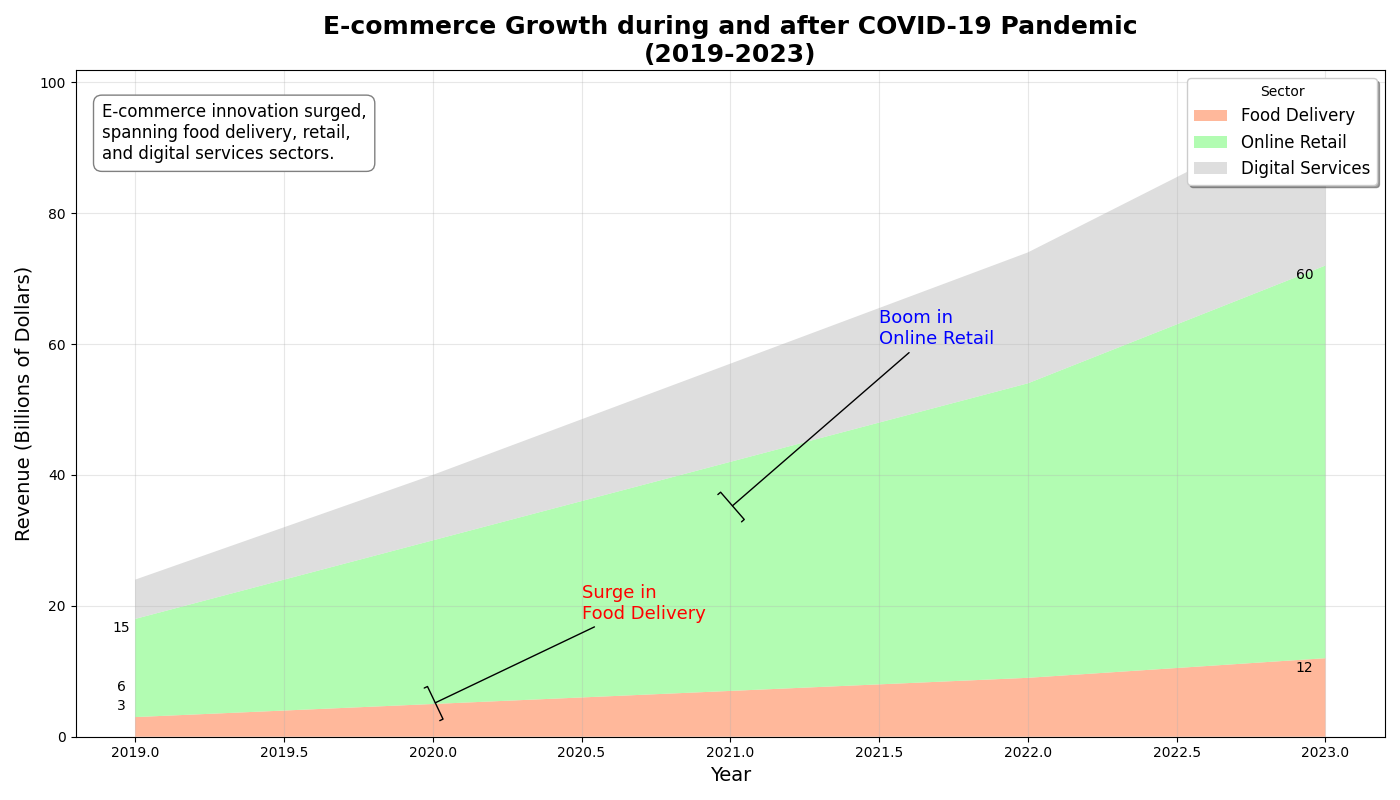 E-commerce Growth during and after COVID-19 Pandemic
(2019-2023)
Revenue (Billions of Dollars)
100
80
60
40
20
0
E-commerce innovation surged,
spanning food delivery, retail,
and digital services sectors.
Sector
Food Delivery
Online Retail
Digital Services
60
Boom in
Online Retail
Surge in
Food Delivery
15
6
3
12
2019.0
2019.5
2020.0
2020.5
2021.0
2021.5
2022.0
2022.5
2023.0
Year